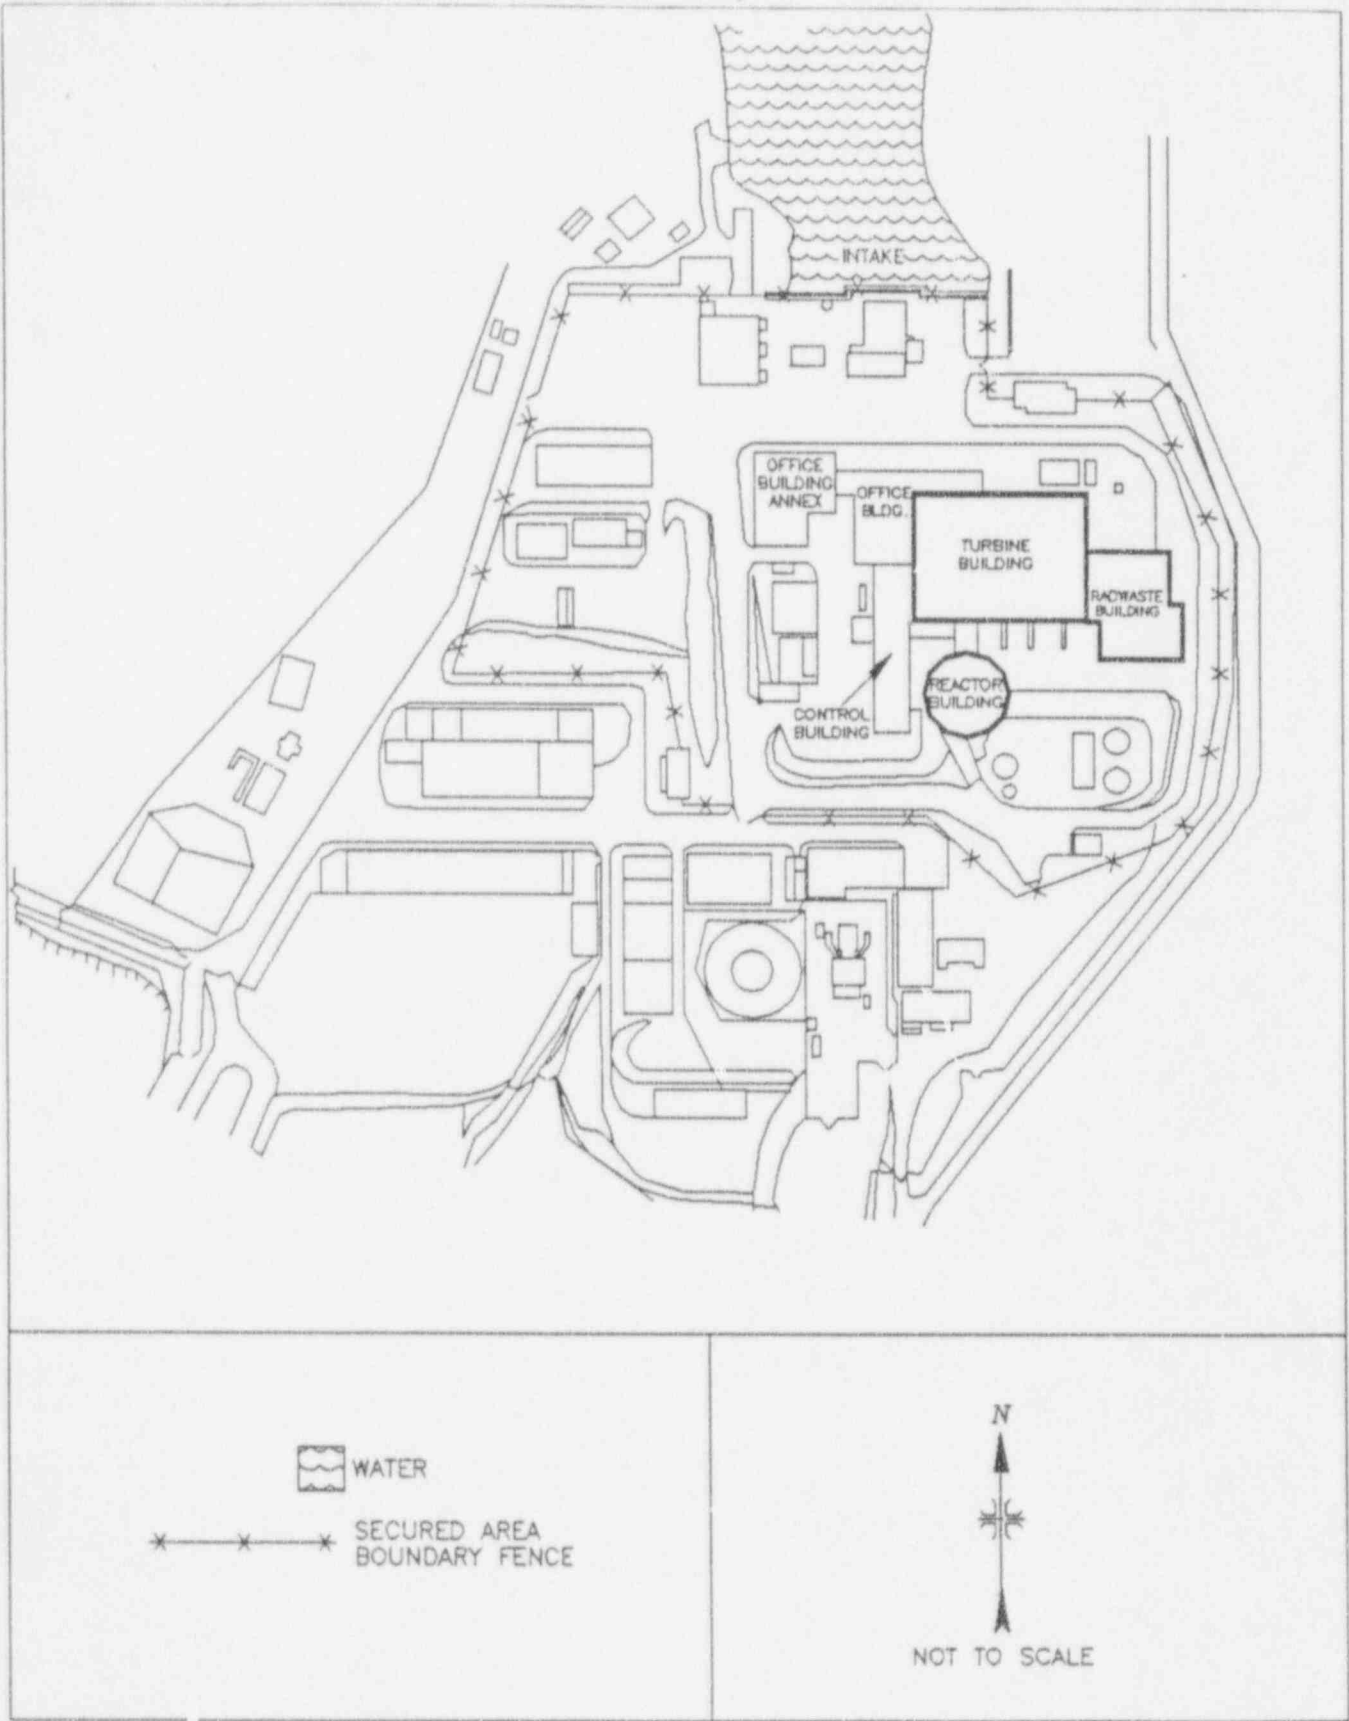 INTAKE
OFFICE
BUILDING
ANNEX
OFFICE
BLDG.
TURBINE
BUILDING
RADWASTE
BUILDING
REACTOR
BUILDING
CONTROL
BUILDING
WATER
SECURED AREA
BOUNDARY FENCE
N
NOT TO SCALE